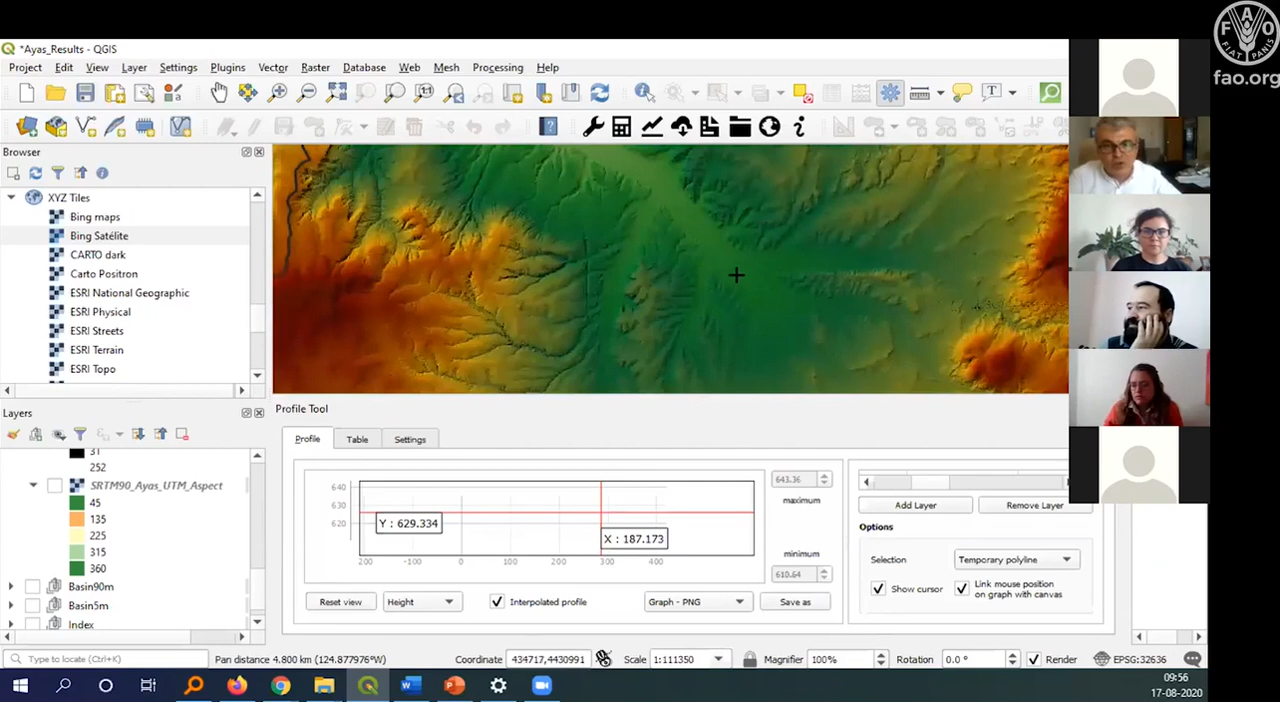 *Ayas_Results - QGIS
Project Edit View Layer Settings Plugins Vector Raster Database Web Mesh Processing Help
FAO
FIAT PANIS
fao.org
Browser
XYZ Tiles
Bing maps
Bing Satélite
CARTO dark
Carto Positron
ESRI National Geographic
ESRI Physical
ESRI Streets
ESRI Terrain
ESRI Topo
Layers
31
252
SRTM90_Ayas_UTM_Aspect
45
135
225
315
360
Basin90m
Basin5m
Index
Profile Tool
Profile Table Settings
640
630
620
Y : 629.334
X : 187.173
200 -100 0 100 200 300 400
643.36
maximum
minimum
610.64
Reset view Height Interpolated profile Graph - PNG Save as
Add Layer Remove Layer
Options
Selection Temporary polyline
Show cursor Link mouse position on graph with canvas
Type to locate (Ctrl+K) Pan distance 4.800 km (124.877976°W) Coordinate 434717,4430991 Scale 1:111350 Magnifier 100% Rotation 0.0 ° Render EPSG:32636
09:56
17-08-2020